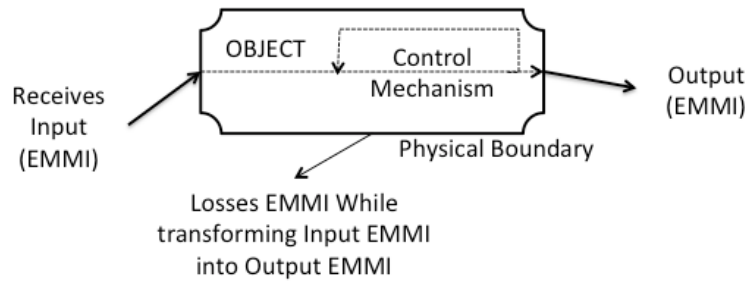 OBJECT
Control
Mechanism
Receives
Input
(EMMI)
Output
(EMMI)
Physical Boundary
Losses EMMI While
transforming Input EMMI
into Output EMMI